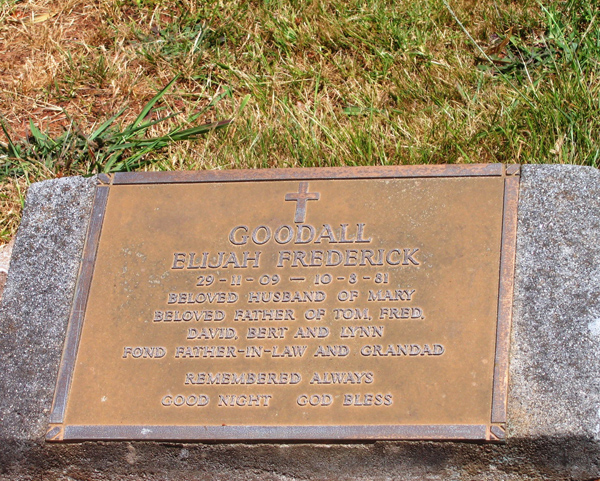 GOODALL
ELIJAH FREDERICK
29-11-09 — 10-8-81
BELOVED HUSBAND OF MARY
BELOVED FATHER OF TOM, FRED,
DAVID, BERT AND LYNN
FOND FATHER-IN-LAW AND GRANDAD
REMEMBERED ALWAYS
GOOD NIGHT GOD BLESS